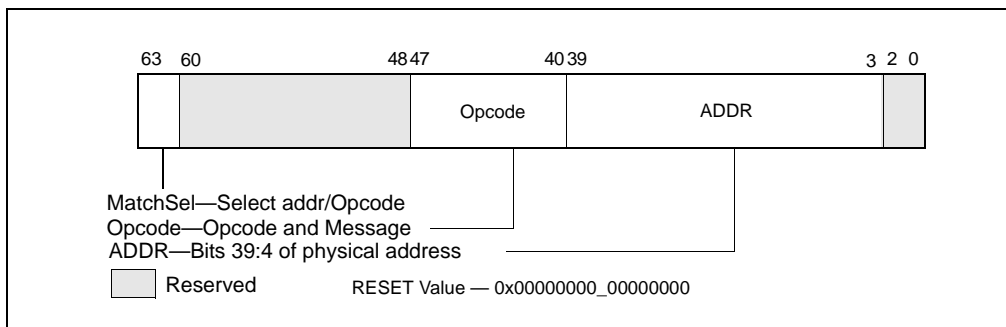 63 60 48 47 40 39 3 2 0
Opcode ADDR
MatchSel—Select addr/Opcode
Opcode—Opcode and Message
ADDR—Bits 39:4 of physical address
Reserved RESET Value — 0x00000000_00000000